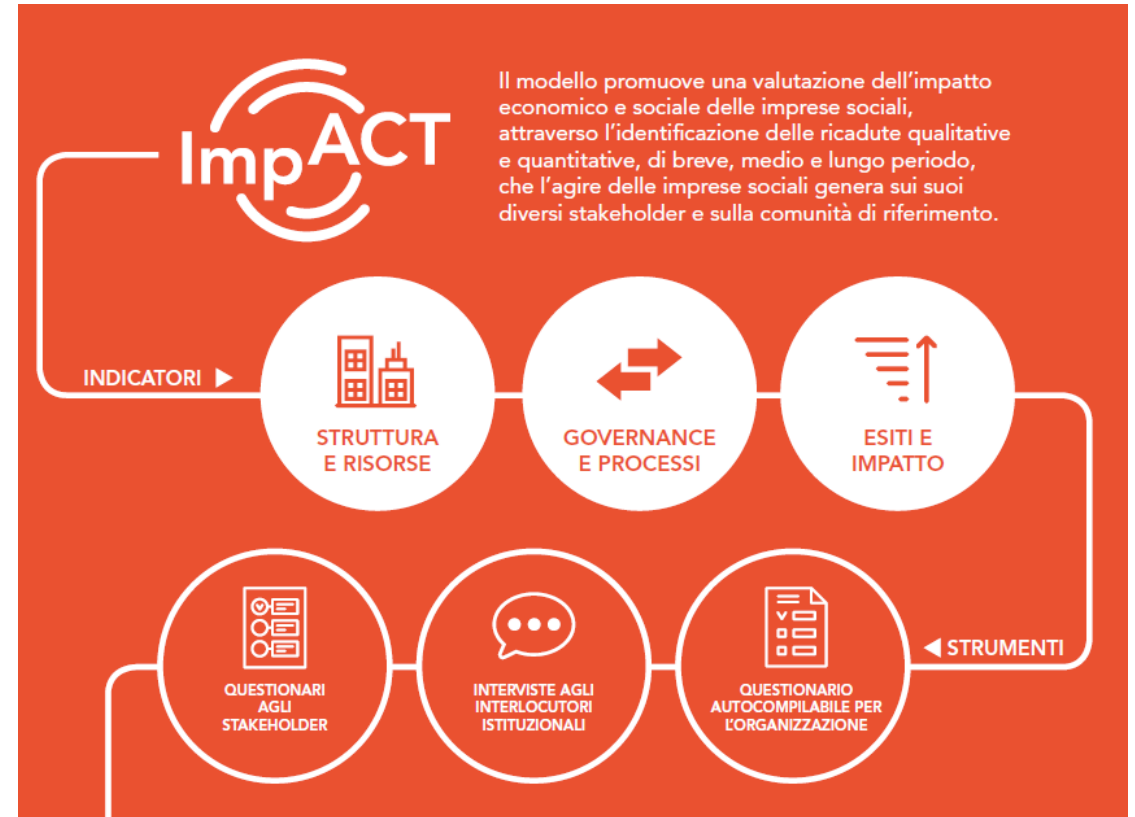 ImpACT
Il modello promuove una valutazione dell'impatto
economico e sociale delle imprese sociali,
attraverso l'identificazione delle ricadute qualitative
e quantitative, di breve, medio e lungo periodo,
che l'agire delle imprese sociali genera sui suoi
diversi stakeholder e sulla comunità di riferimento.
INDICATORI
STRUTTURA
E RISORSE
GOVERNANCE
E PROCESSI
ESITI E
IMPATTO
STRUMENTI
QUESTIONARIO
AUTOCOMPILABILE PER
L'ORGANIZZAZIONE
INTERVISTE AGLI
INTERLOCUTORI
ISTITUZIONALI
QUESTIONARI
AGLI
STAKEHOLDER